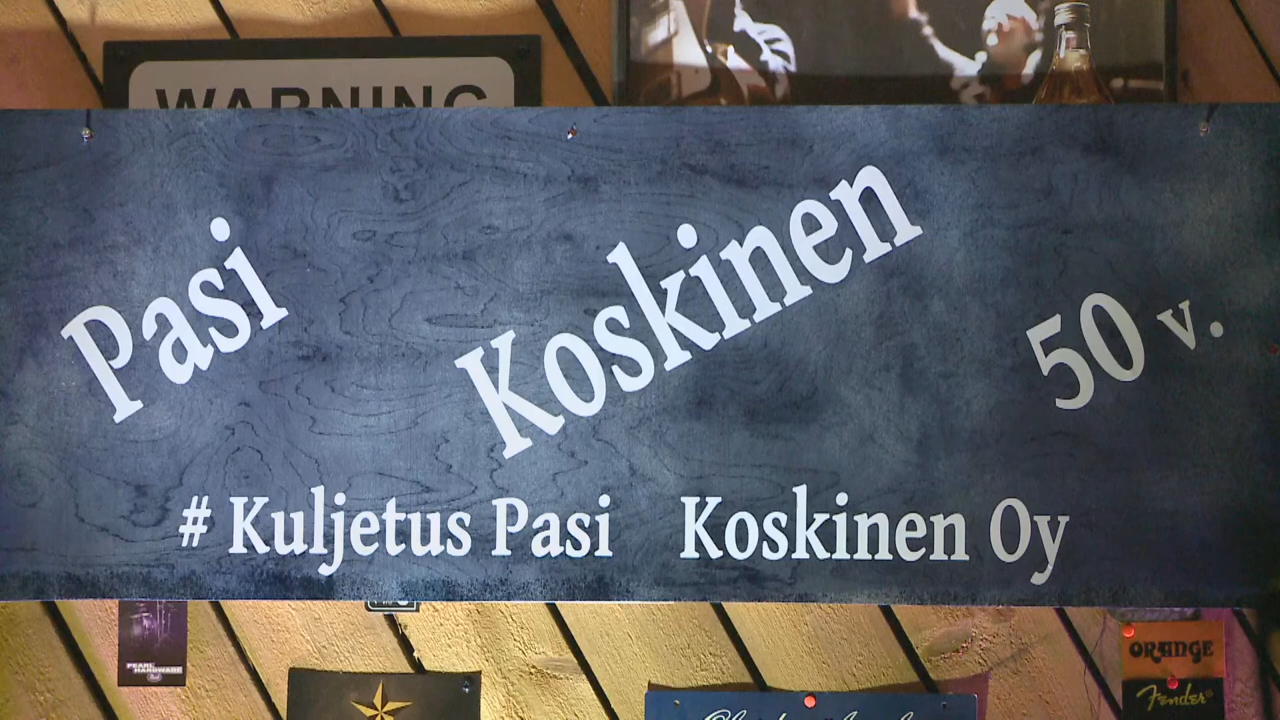 WARNING
Pasi Koskinen 50 v.
# Kuljetus Pasi Koskinen Oy
PEARL
HARDWARE
ORANGE
Fender